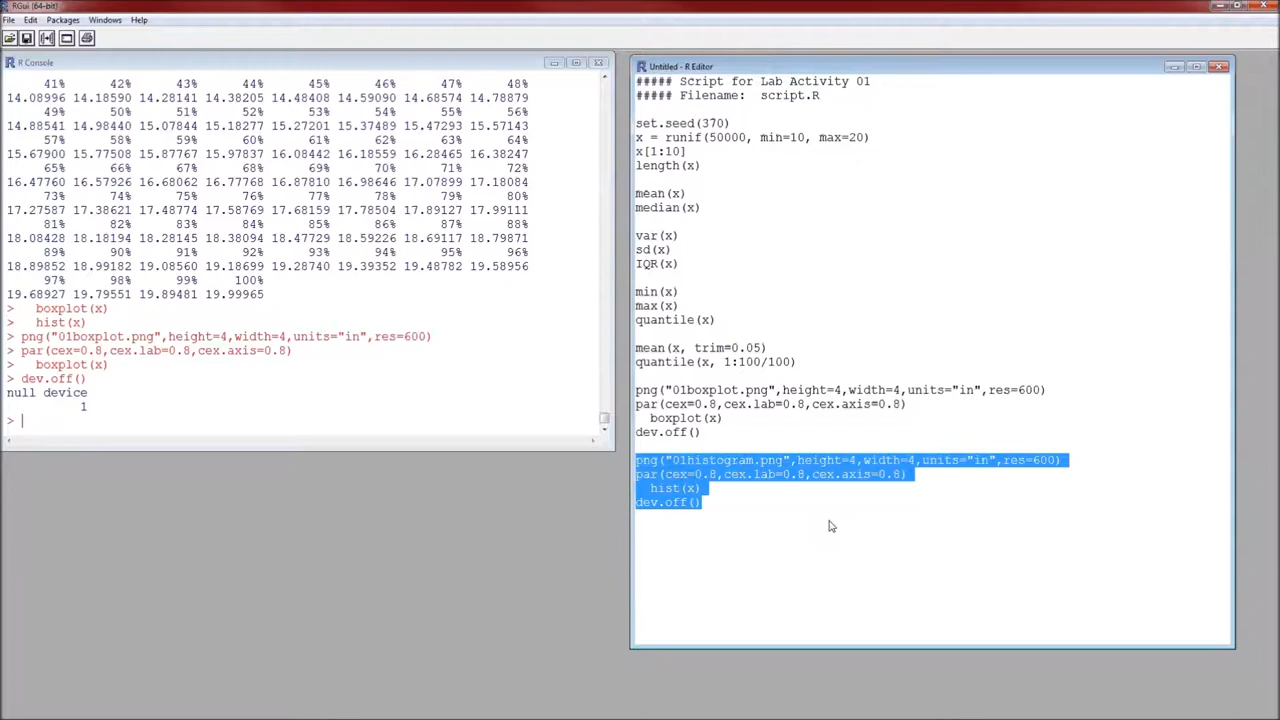 RGui (64-bit)
File Edit Packages Windows Help
R Console
41% 42% 43% 44% 45% 46% 47% 48%
14.08996 14.18590 14.28141 14.38205 14.48408 14.59090 14.68574 14.78879
49% 50% 51% 52% 53% 54% 55% 56%
14.88541 14.98440 15.07844 15.18277 15.27201 15.37489 15.47293 15.57143
57% 58% 59% 60% 61% 62% 63% 64%
15.67900 15.77508 15.87767 15.97837 16.08442 16.18559 16.28465 16.38247
65% 66% 67% 68% 69% 70% 71% 72%
16.47760 16.57926 16.68062 16.77768 16.87810 16.98646 17.07899 17.18084
73% 74% 75% 76% 77% 78% 79% 80%
17.27587 17.38621 17.48774 17.58769 17.68159 17.78504 17.89127 17.99111
81% 82% 83% 84% 85% 86% 87% 88%
18.08428 18.18194 18.28145 18.38094 18.47729 18.59226 18.69117 18.79871
89% 90% 91% 92% 93% 94% 95% 96%
18.89852 18.99182 19.08560 19.18699 19.28740 19.39352 19.48782 19.58956
97% 98% 99% 100%
19.68927 19.79551 19.89481 19.99965
> boxplot(x)
> hist(x)
> png("01boxplot.png",height=4,width=4,units="in",res=600)
> par(cex=0.8,cex.lab=0.8,cex.axis=0.8)
> boxplot(x)
> dev.off()
null device
1
>
Untitled - R Editor
##### Script for Lab Activity 01
##### Filename: script.R
set.seed(370)
x = runif(50000, min=10, max=20)
x[1:10]
length(x)
mean(x)
median(x)
var(x)
sd(x)
IQR(x)
min(x)
max(x)
quantile(x)
mean(x, trim=0.05)
quantile(x, 1:100/100)
png("01boxplot.png",height=4,width=4,units="in",res=600)
par(cex=0.8,cex.lab=0.8,cex.axis=0.8)
boxplot(x)
dev.off()
png("01histogram.png",height=4,width=4,units="in",res=600)
par(cex=0.8,cex.lab=0.8,cex.axis=0.8)
hist(x)
dev.off()